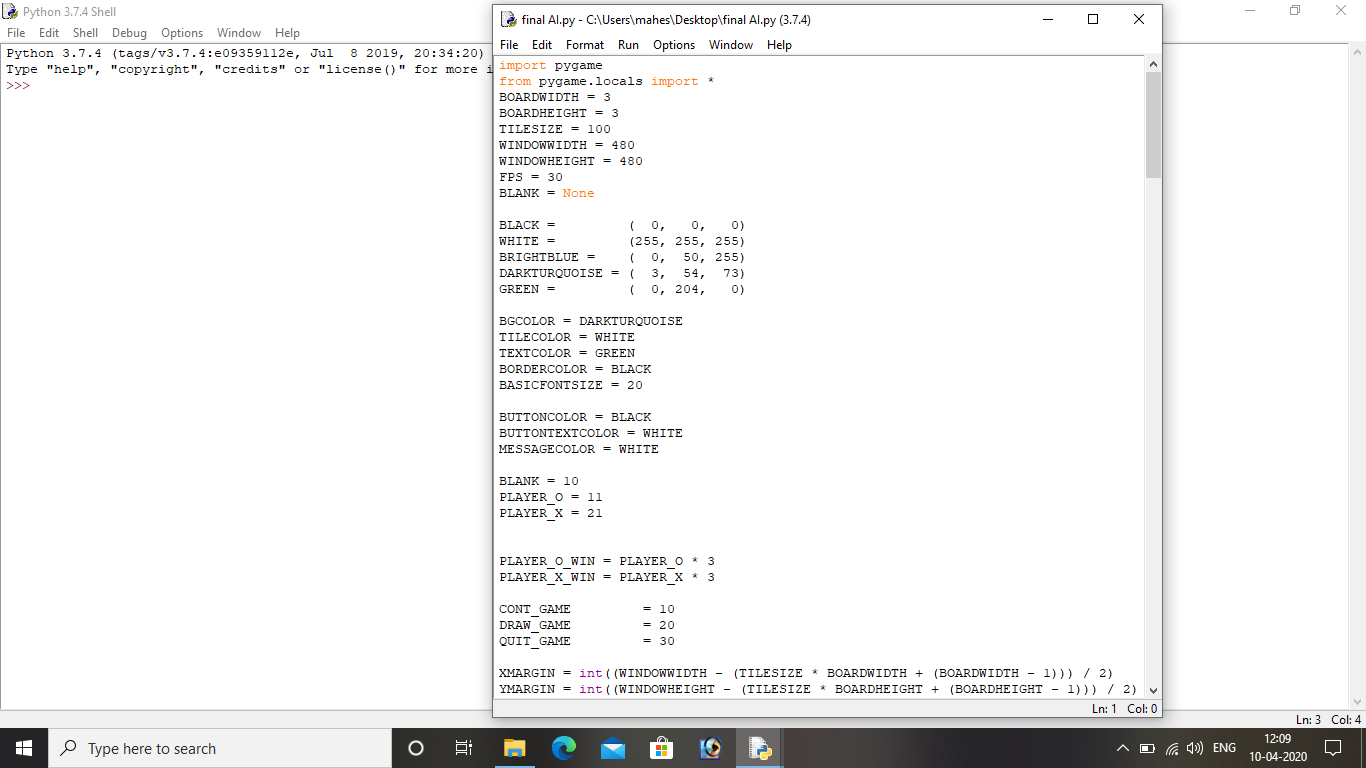 Python 3.7.4 Shell
File Edit Shell Debug Options Window Help
Python 3.7.4 (tags/v3.7.4:e09359112e, Jul  8 2019, 20:34:20)
Type "help", "copyright", "credits" or "license()" for more i
>>>
final AI.py - C:\Users\mahes\Desktop\final AI.py (3.7.4)
File Edit Format Run Options Window Help
import pygame
from pygame.locals import *
BOARDWIDTH = 3
BOARDHEIGHT = 3
TILESIZE = 100
WINDOWWIDTH = 480
WINDOWHEIGHT = 480
FPS = 30
BLANK = None
BLACK =         (  0,   0,   0)
WHITE =         (255, 255, 255)
BRIGHTBLUE =    (  0,  50, 255)
DARKTURQUOISE = (  3,  54,  73)
GREEN =         (  0, 204,   0)
BGCOLOR = DARKTURQUOISE
TILECOLOR = WHITE
TEXTCOLOR = GREEN
BORDERCOLOR = BLACK
BASICFONTSIZE = 20
BUTTONCOLOR = BLACK
BUTTONTEXTCOLOR = WHITE
MESSAGECOLOR = WHITE
BLANK = 10
PLAYER_O = 11
PLAYER_X = 21
PLAYER_O_WIN = PLAYER_O * 3
PLAYER_X_WIN = PLAYER_X * 3
CONT_GAME         = 10
DRAW_GAME         = 20
QUIT_GAME         = 30
XMARGIN = int((WINDOWWIDTH - (TILESIZE * BOARDWIDTH + (BOARDWIDTH - 1))) / 2)
YMARGIN = int((WINDOWHEIGHT - (TILESIZE * BOARDHEIGHT + (BOARDHEIGHT - 1))) / 2)
Ln: 1 Col: 0
Ln: 3 Col: 4
Type here to search
ENG
12:09
10-04-2020